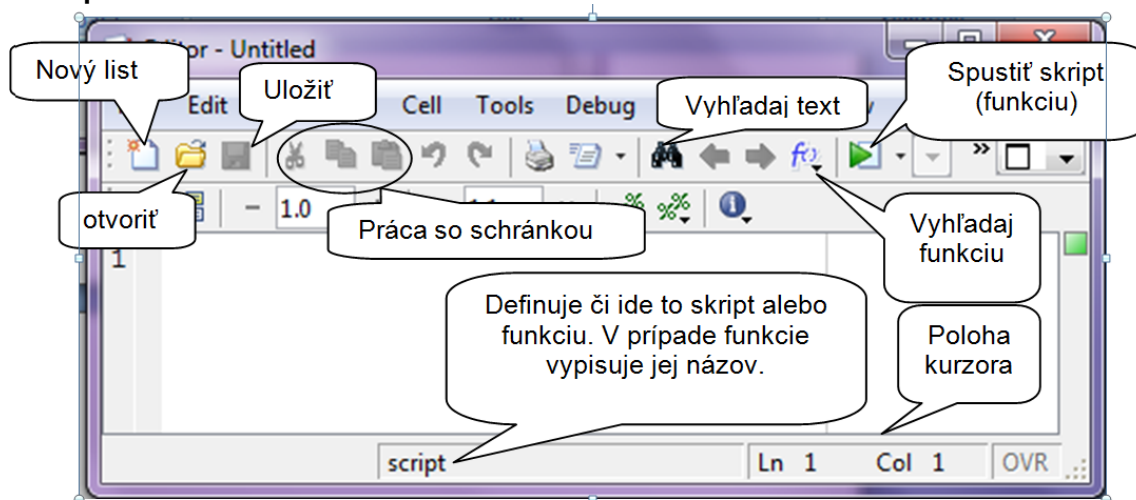 Editor - Untitled
Nový list
Uložiť
Spustiť skript
(funkciu)
Edit
Cell
Tools
Debug
Vyhľadaj text
otvoriť
1.0
Práca so schránkou
Vyhľadaj
funkciu
1
Definuje či ide to skript alebo
funkciu. V prípade funkcie
vypisuje jej názov.
Poloha
kurzora
script
Ln 1
Col 1
OVR